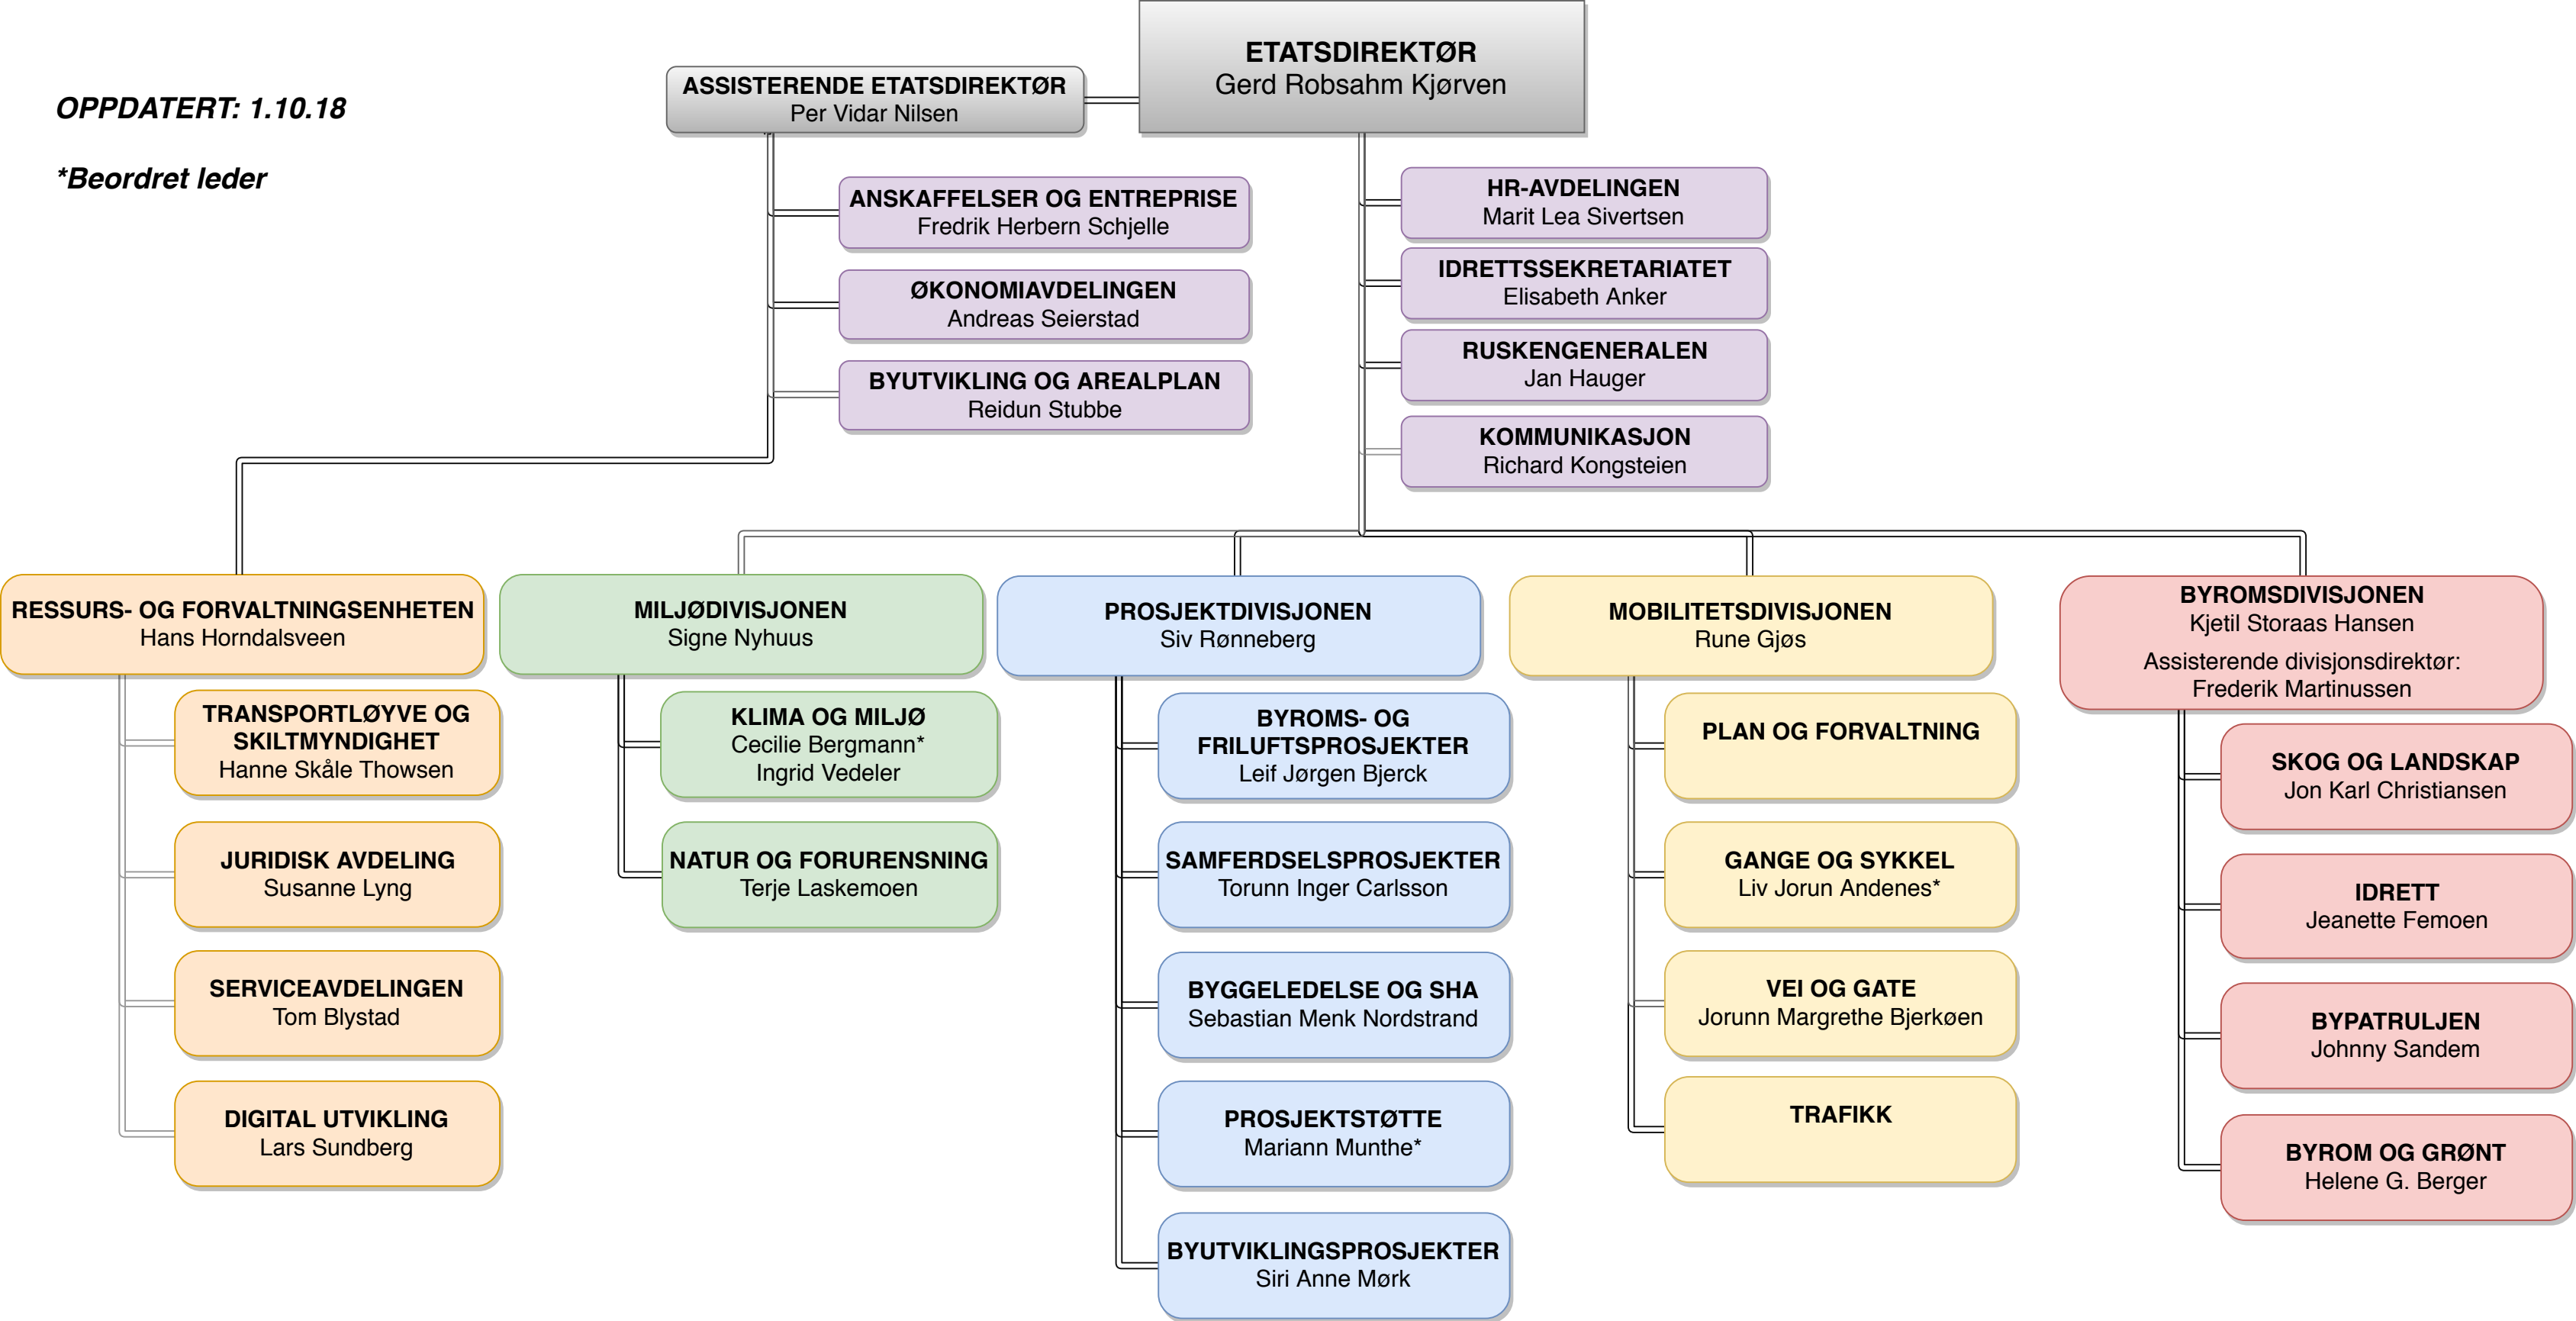 ETATSDIREKTØR
Gerd Robsahm Kjørven
ASSISTERENDE ETATSDIREKTØR
Per Vidar Nilsen
OPPDATERT: 1.10.18
*Beordret leder
ANSKAFFELSER OG ENTREPRISE
Fredrik Herbern Schjelle
ØKONOMIAVDELINGEN
Andreas Seierstad
BYUTVIKLING OG AREALPLAN
Reidun Stubbe
HR-AVDELINGEN
Marit Lea Sivertsen
IDRETTSSEKRETARIATET
Elisabeth Anker
RUSKENGENERALEN
Jan Hauger
KOMMUNIKASJON
Richard Kongsteien
RESSURS- OG FORVALTNINGSENHETEN
Hans Horndalsveen
TRANSPORTLØYVE OG
SKILTMYNDIGHET
Hanne Skåle Thowsen
JURIDISK AVDELING
Susanne Lyng
SERVICEAVDELINGEN
Tom Blystad
DIGITAL UTVIKLING
Lars Sundberg
MILJØDIVISJONEN
Signe Nyhuus
KLIMA OG MILJØ
Cecilie Bergmann*
Ingrid Vedeler
NATUR OG FORURENSNING
Terje Laskemoen
PROSJEKTDIVISJONEN
Siv Rønneberg
BYROMS- OG
FRILUFTSPROSJEKTER
Leif Jørgen Bjerck
SAMFERDSELSPROSJEKTER
Torunn Inger Carlsson
BYGGELEDELSE OG SHA
Sebastian Menk Nordstrand
PROSJEKTSTØTTE
Mariann Munthe*
BYUTVIKLINGSPROSJEKTER
Siri Anne Mørk
MOBILITETSDIVISJONEN
Rune Gjøs
PLAN OG FORVALTNING
GANGE OG SYKKEL
Liv Jorun Andenes*
VEI OG GATE
Jorunn Margrethe Bjerkøen
TRAFIKK
BYROMSDIVISJONEN
Kjetil Storaas Hansen
Assisterende divisjonsdirektør:
Frederik Martinussen
SKOG OG LANDSKAP
Jon Karl Christiansen
IDRETT
Jeanette Femoen
BYPATRULJEN
Johnny Sandem
BYROM OG GRØNT
Helene G. Berger